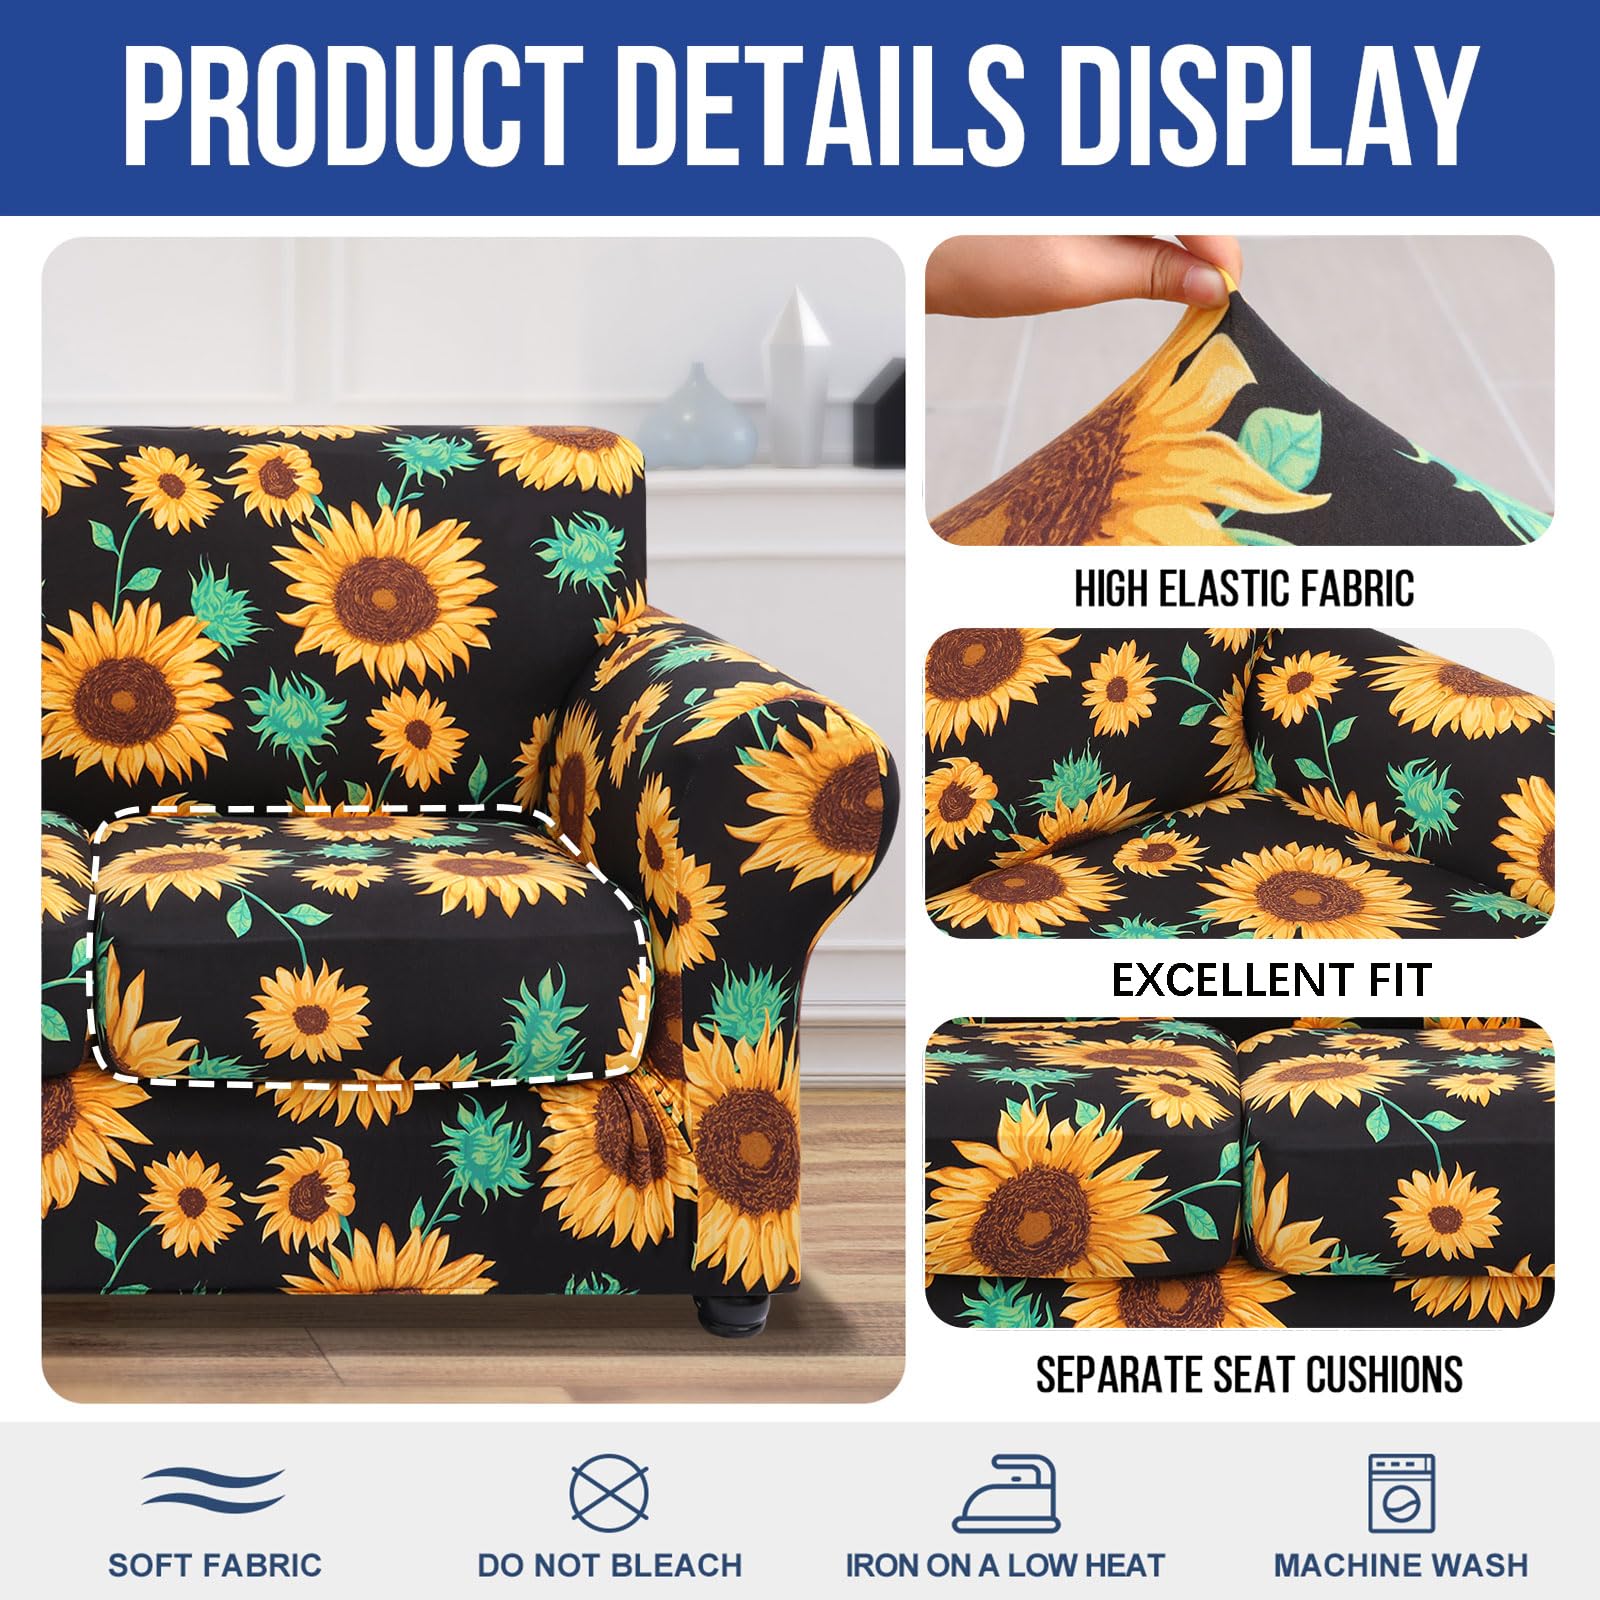 PRODUCT DETAILS DISPLAY
HIGH ELASTIC FABRIC
EXCELLENT FIT
SEPARATE SEAT CUSHIONS
SOFT FABRIC
DO NOT BLEACH
IRON ON A LOW HEAT
MACHINE WASH